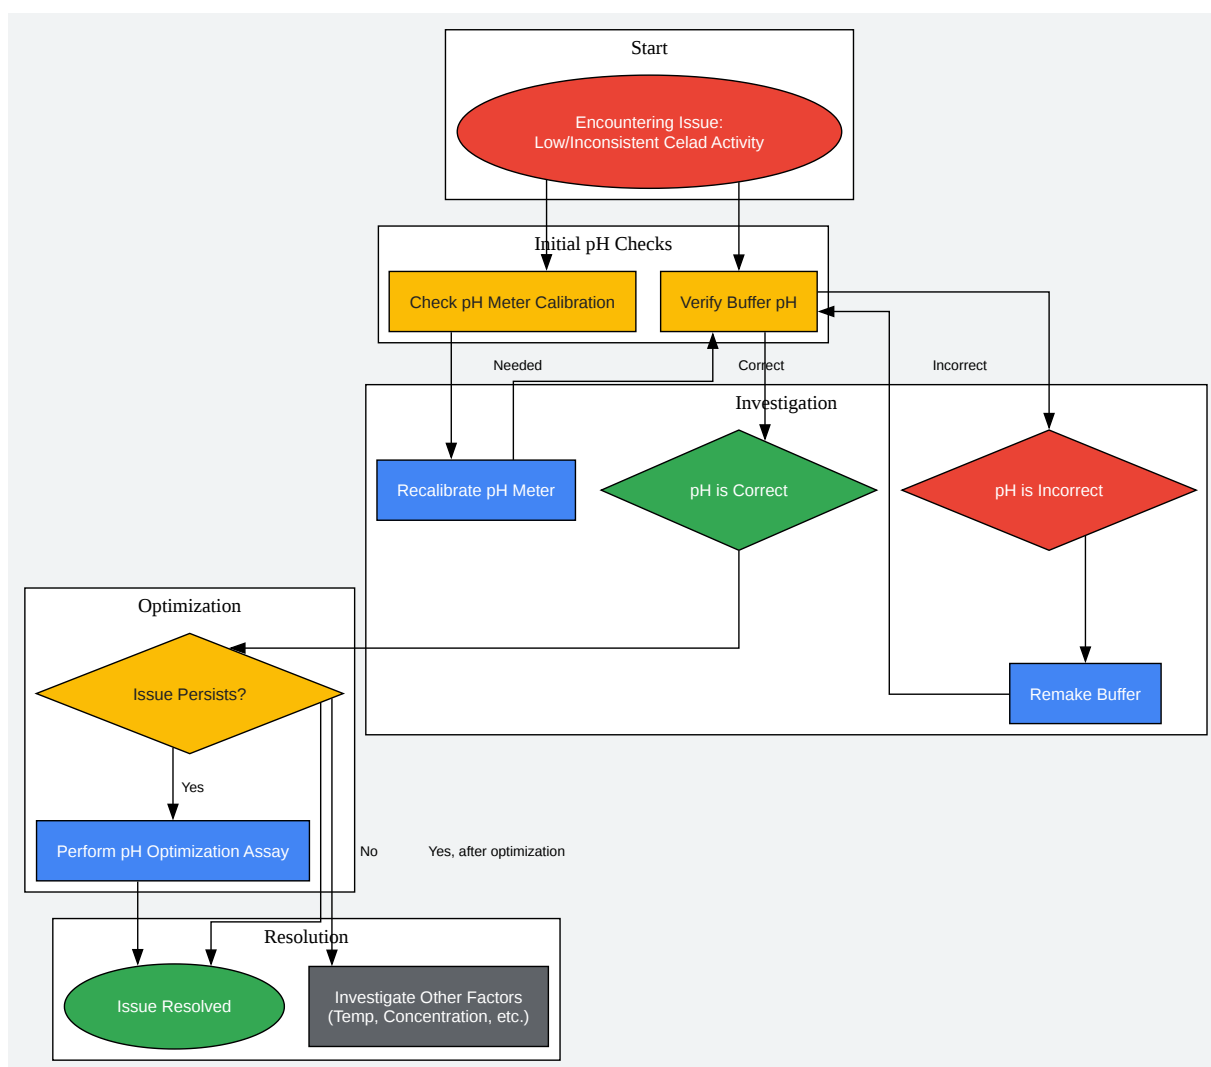 Start
Encountering Issue:
Low/Inconsistent Celad Activity
Initial pH Checks
Check pH Meter Calibration
Verify Buffer pH
Needed
Correct
Incorrect
Investigation
Recalibrate pH Meter
pH is Correct
pH is Incorrect
Remake Buffer
Optimization
Issue Persists?
Yes
Perform pH Optimization Assay
No
Yes, after optimization
Resolution
Issue Resolved
Investigate Other Factors
(Temp, Concentration, etc.)